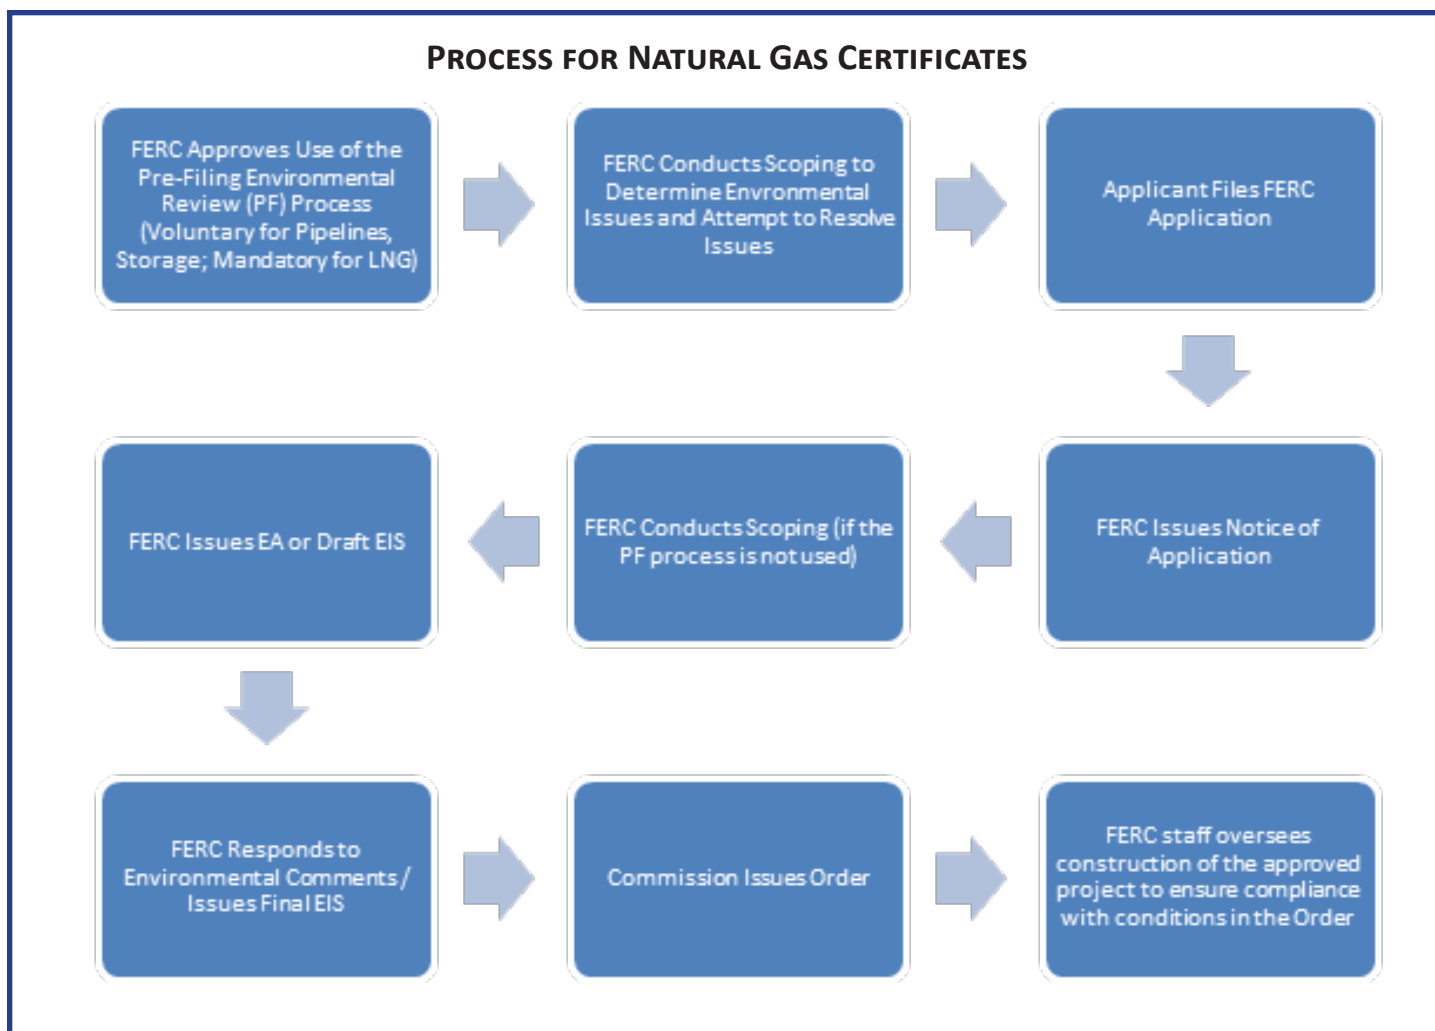 PROCESS FOR NATURAL GAS CERTIFICATES
FERC Approves Use of the
Pre-Filing Environmental
Review (PF) Process
(Voluntary for Pipelines,
Storage; Mandatory for LNG)
FERC Conducts Scoping to
Determine Envronmental
Issues and Attempt to Resolve
Issues
Applicant Files FERC
Application
FERC Issues Notice of
Application
FERC Conducts Scoping (if the
PF process is not used)
FERC Issues EA or Draft EIS
FERC Responds to
Environmental Comments /
Issues Final EIS
Commission Issues Order
FERC staff oversees
construction of the approved
project to ensure compliance
with conditions in the Order